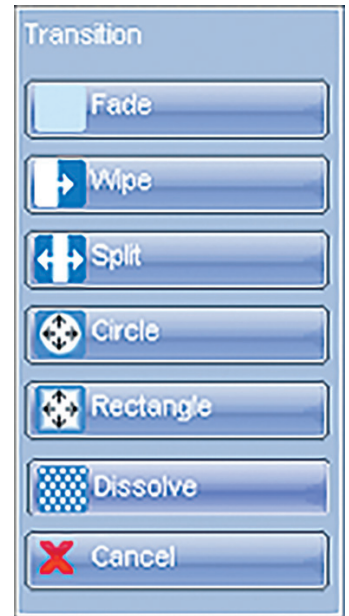 Transition
Fade
Wipe
Split
Circle
Rectangle
Dissolve
Cancel